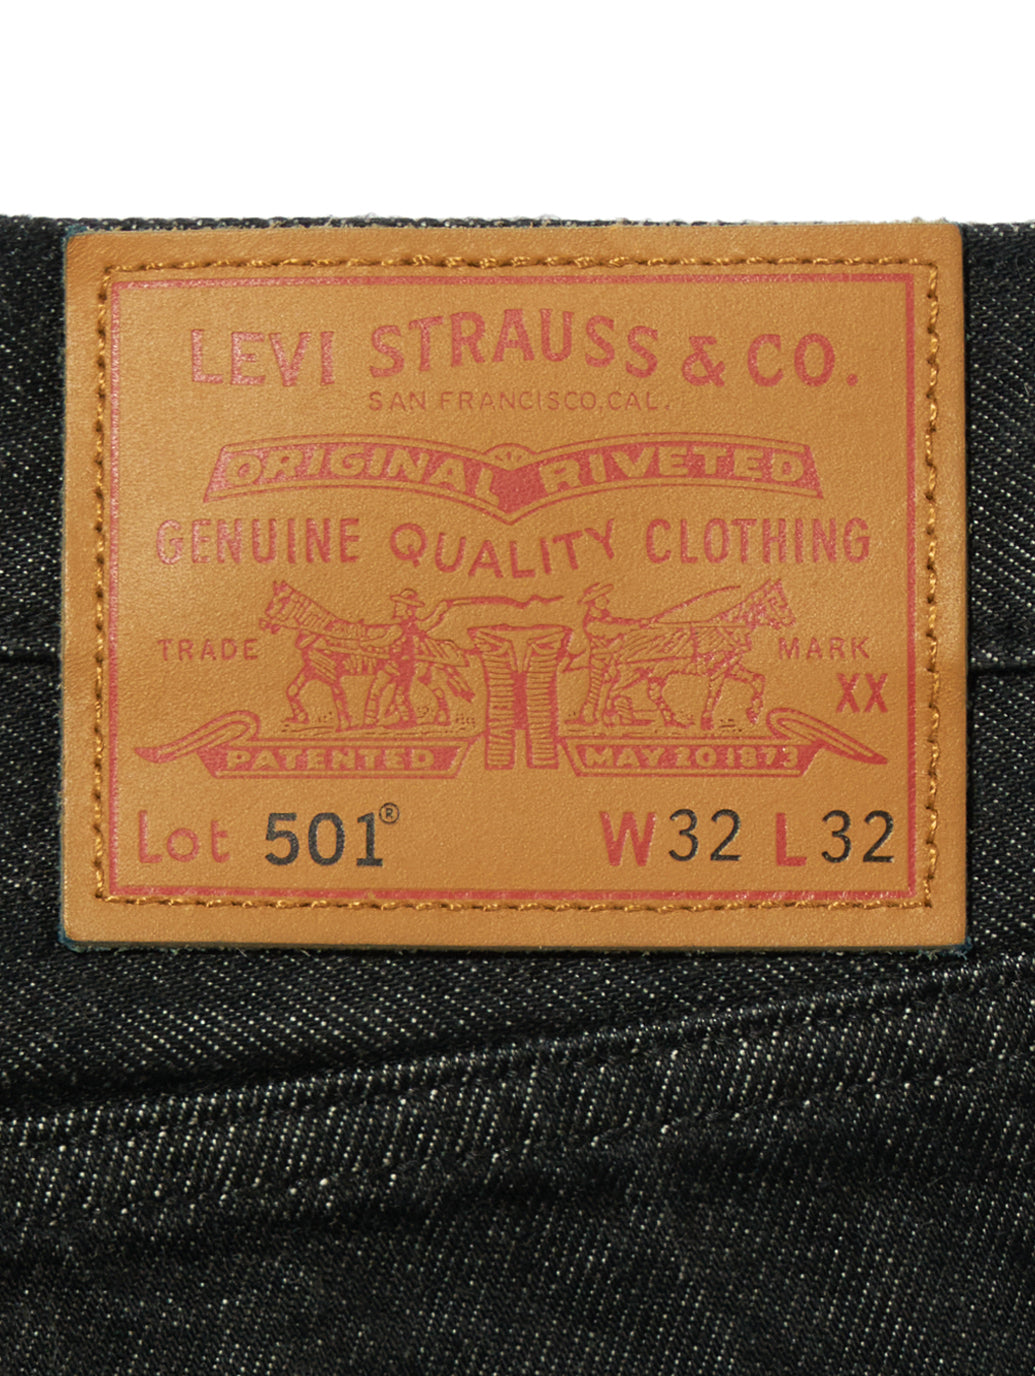 LEVI STRAUSS & CO.
SAN FRANCISCO, CAL.
ORIGINAL RIVETED
GENUINE QUALITY CLOTHING
TRADE MARK
XX
PATENTED MAY 20 1873
Lot 501® W32 L32